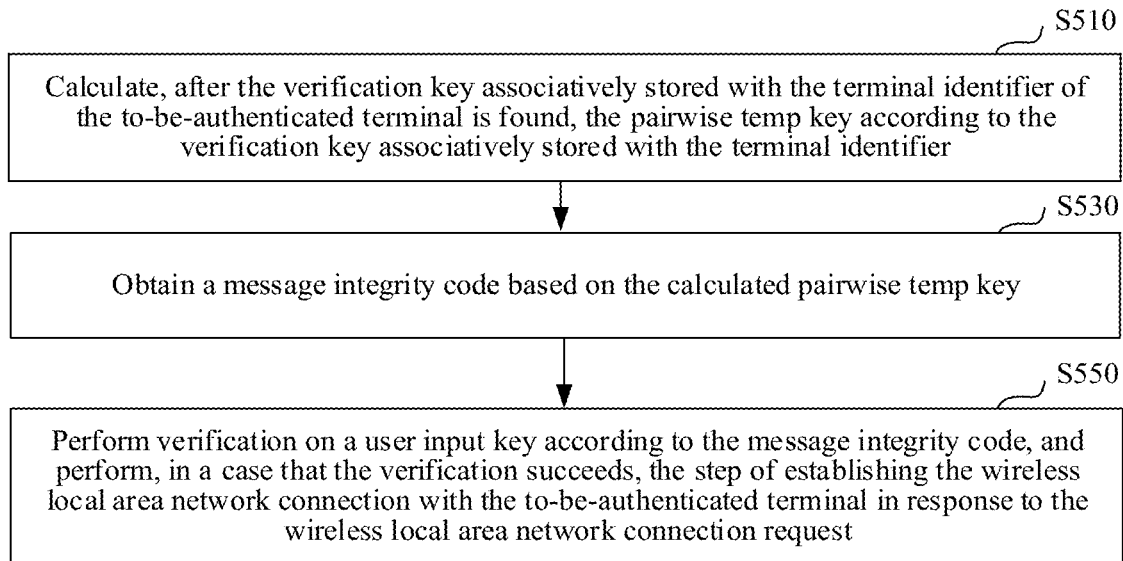 S510
Calculate, after the verification key associatively stored with the terminal identifier of
the to-be-authenticated terminal is found, the pairwise temp key according to the
verification key associatively stored with the terminal identifier
S530
Obtain a message integrity code based on the calculated pairwise temp key
S550
Perform verification on a user input key according to the message integrity code, and
perform, in a case that the verification succeeds, the step of establishing the wireless
local area network connection with the to-be-authenticated terminal in response to the
wireless local area network connection request